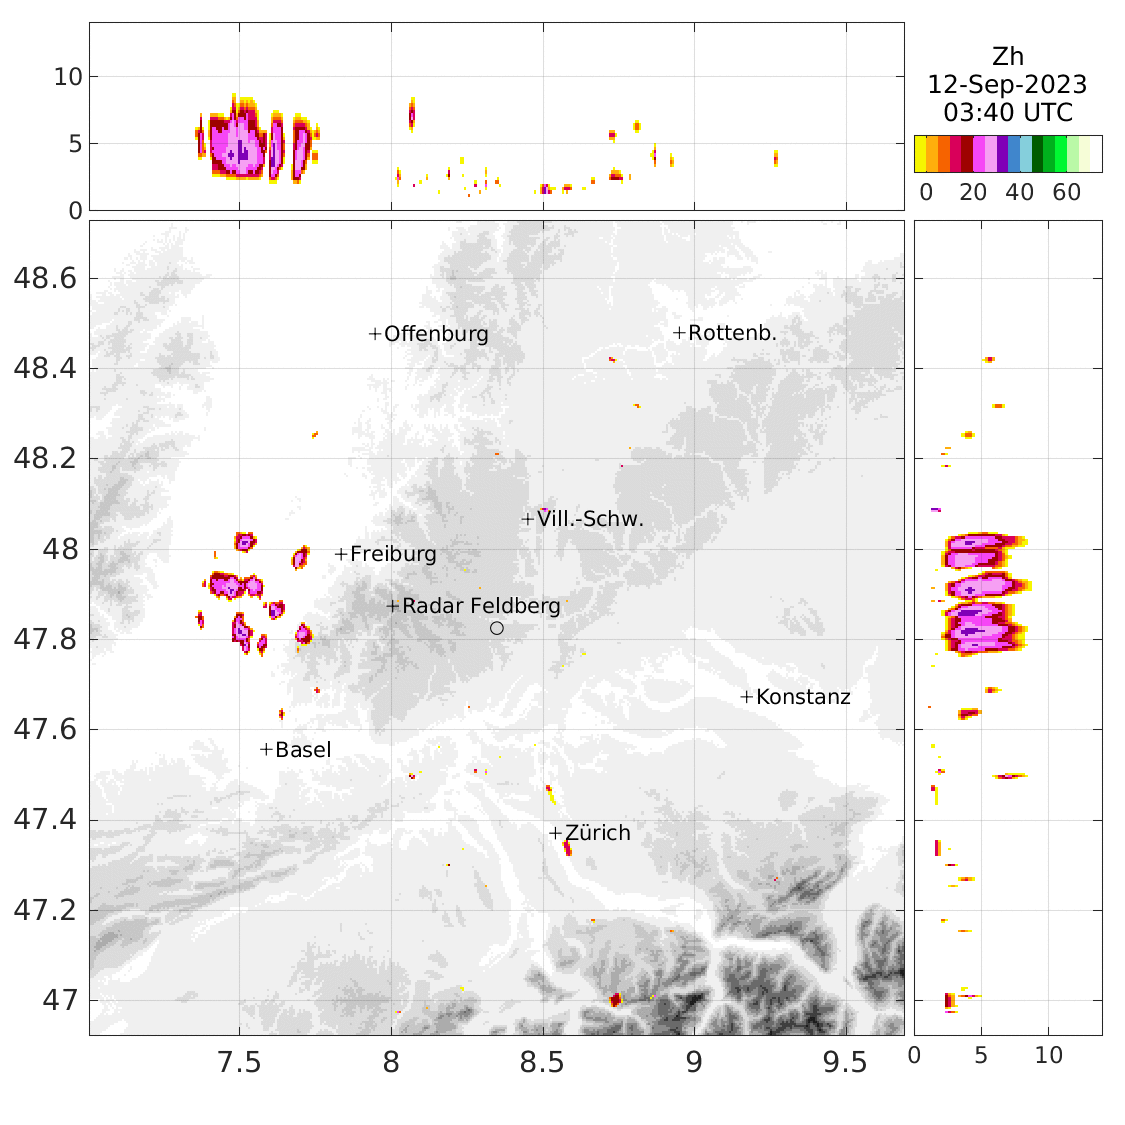 10
5
0
Zh
12-Sep-2023
03:40 UTC
0 20 40 60
48.6
48.4
48.2
48
47.8
47.6
47.4
47.2
47
Offenburg
Rottenb.
Vill.-Schw.
Freiburg
Radar Feldberg
Konstanz
Basel
Zürich
7.5 8 8.5 9 9.5
0 5 10